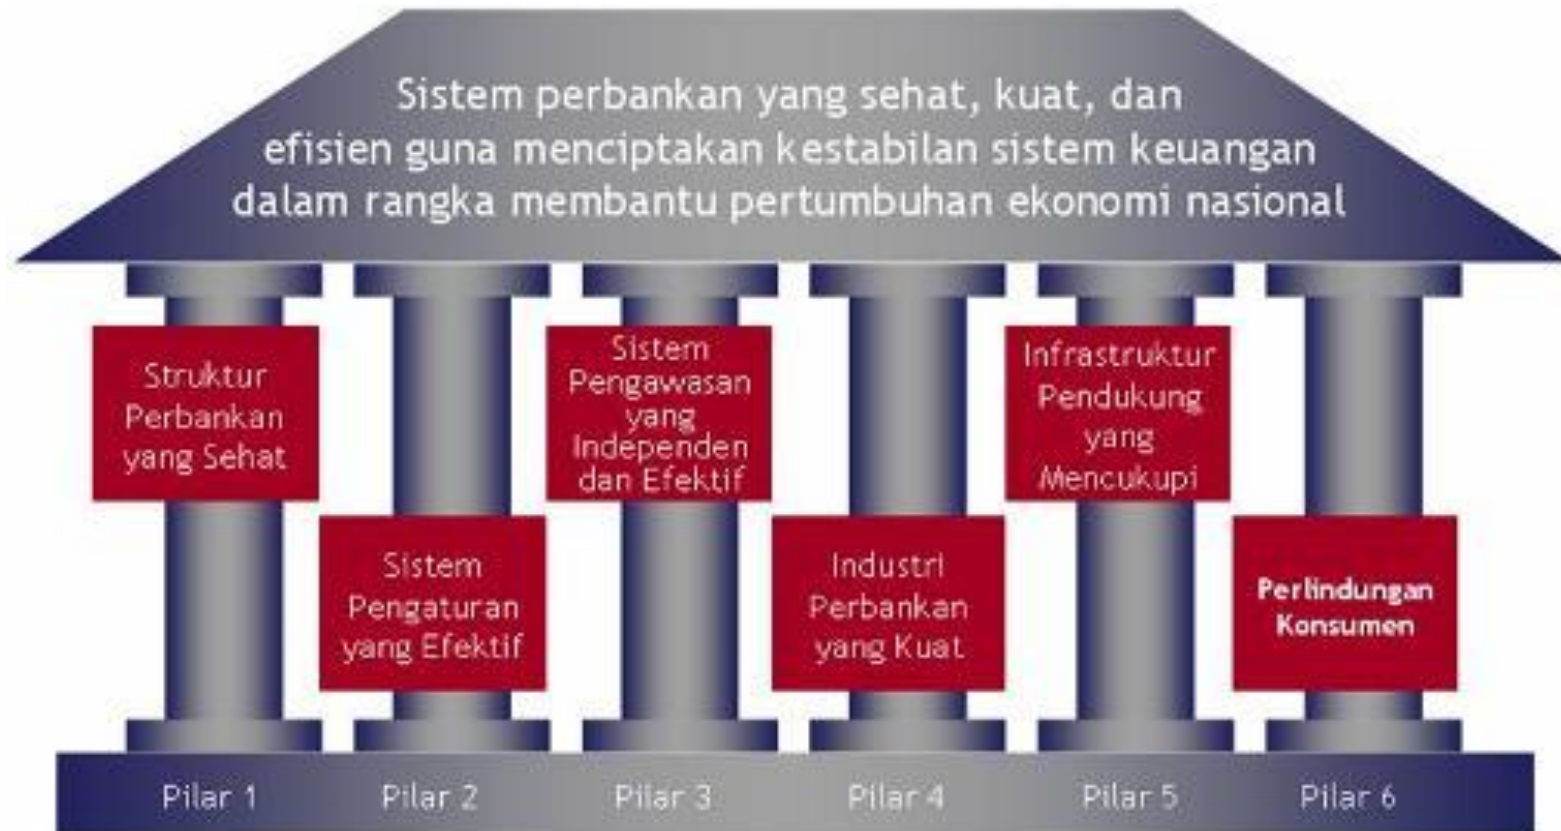 Sistem perbankan yang sehat, kuat, dan
efisien guna menciptakan kestabilan sistem keuangan
dalam rangka membantu pertumbuhan ekonomi nasional
Struktur
Perbankan
yang Sehat
Sistem
Pengaturan
yang Efektif
Sistem
Pengawasan
yang
Independen
dan Efektif
Industri
Perbankan
yang Kuat
Infrastruktur
Pendukung
yang
Mencukupi
Perlindungan
Konsumen
Pilar 1
Pilar 2
Pilar 3
Pilar 4
Pilar 5
Pilar 6